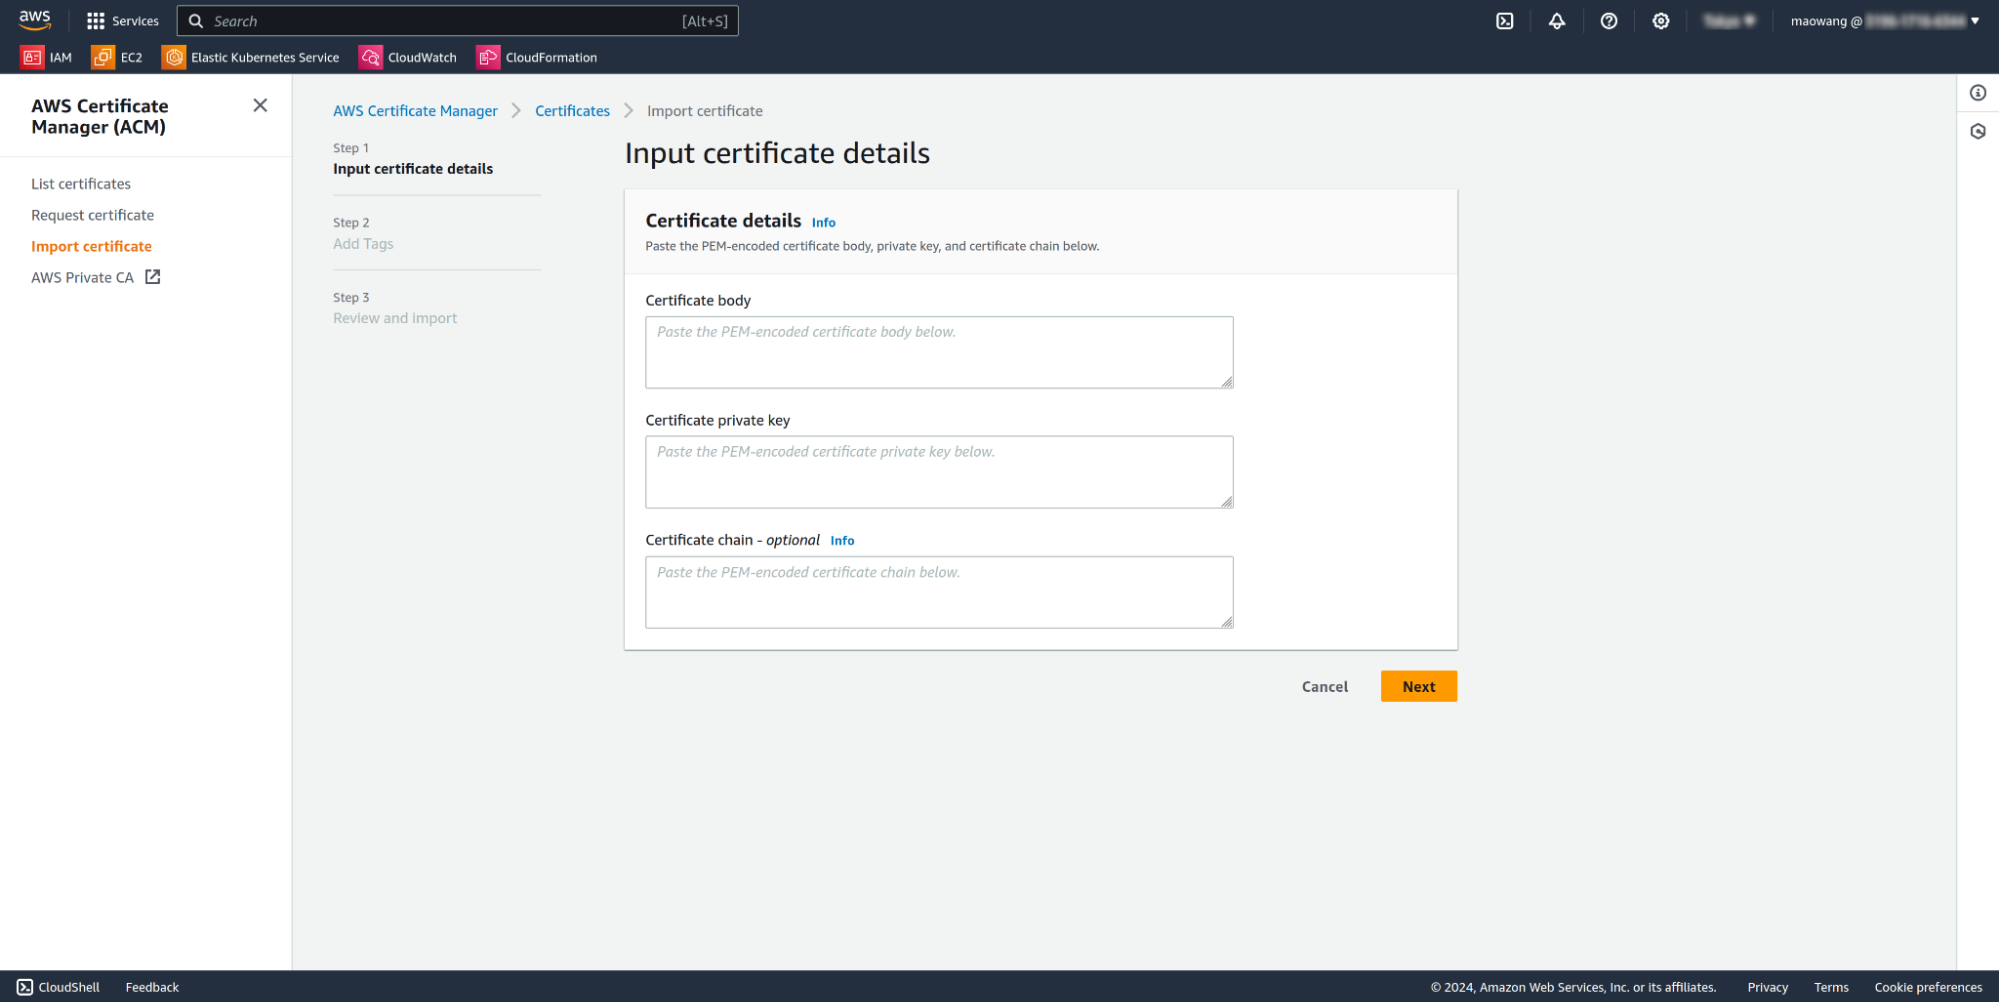 aws
Services
Search
[Alt+S]
maowang @
IAM
EC2
Elastic Kubernetes Service
CloudWatch
CloudFormation
AWS Certificate
Manager (ACM)
List certificates
Request certificate
Import certificate
AWS Private CA
AWS Certificate Manager
Certificates
Import certificate
Step 1
Input certificate details
Step 2
Add Tags
Step 3
Review and import
Input certificate details
Certificate details Info
Paste the PEM-encoded certificate body, private key, and certificate chain below.
Certificate body
Paste the PEM-encoded certificate body below.
Certificate private key
Paste the PEM-encoded certificate private key below.
Certificate chain - optional Info
Paste the PEM-encoded certificate chain below.
Cancel
Next
CloudShell
Feedback
© 2024, Amazon Web Services, Inc. or its affiliates.
Privacy
Terms
Cookie preferences